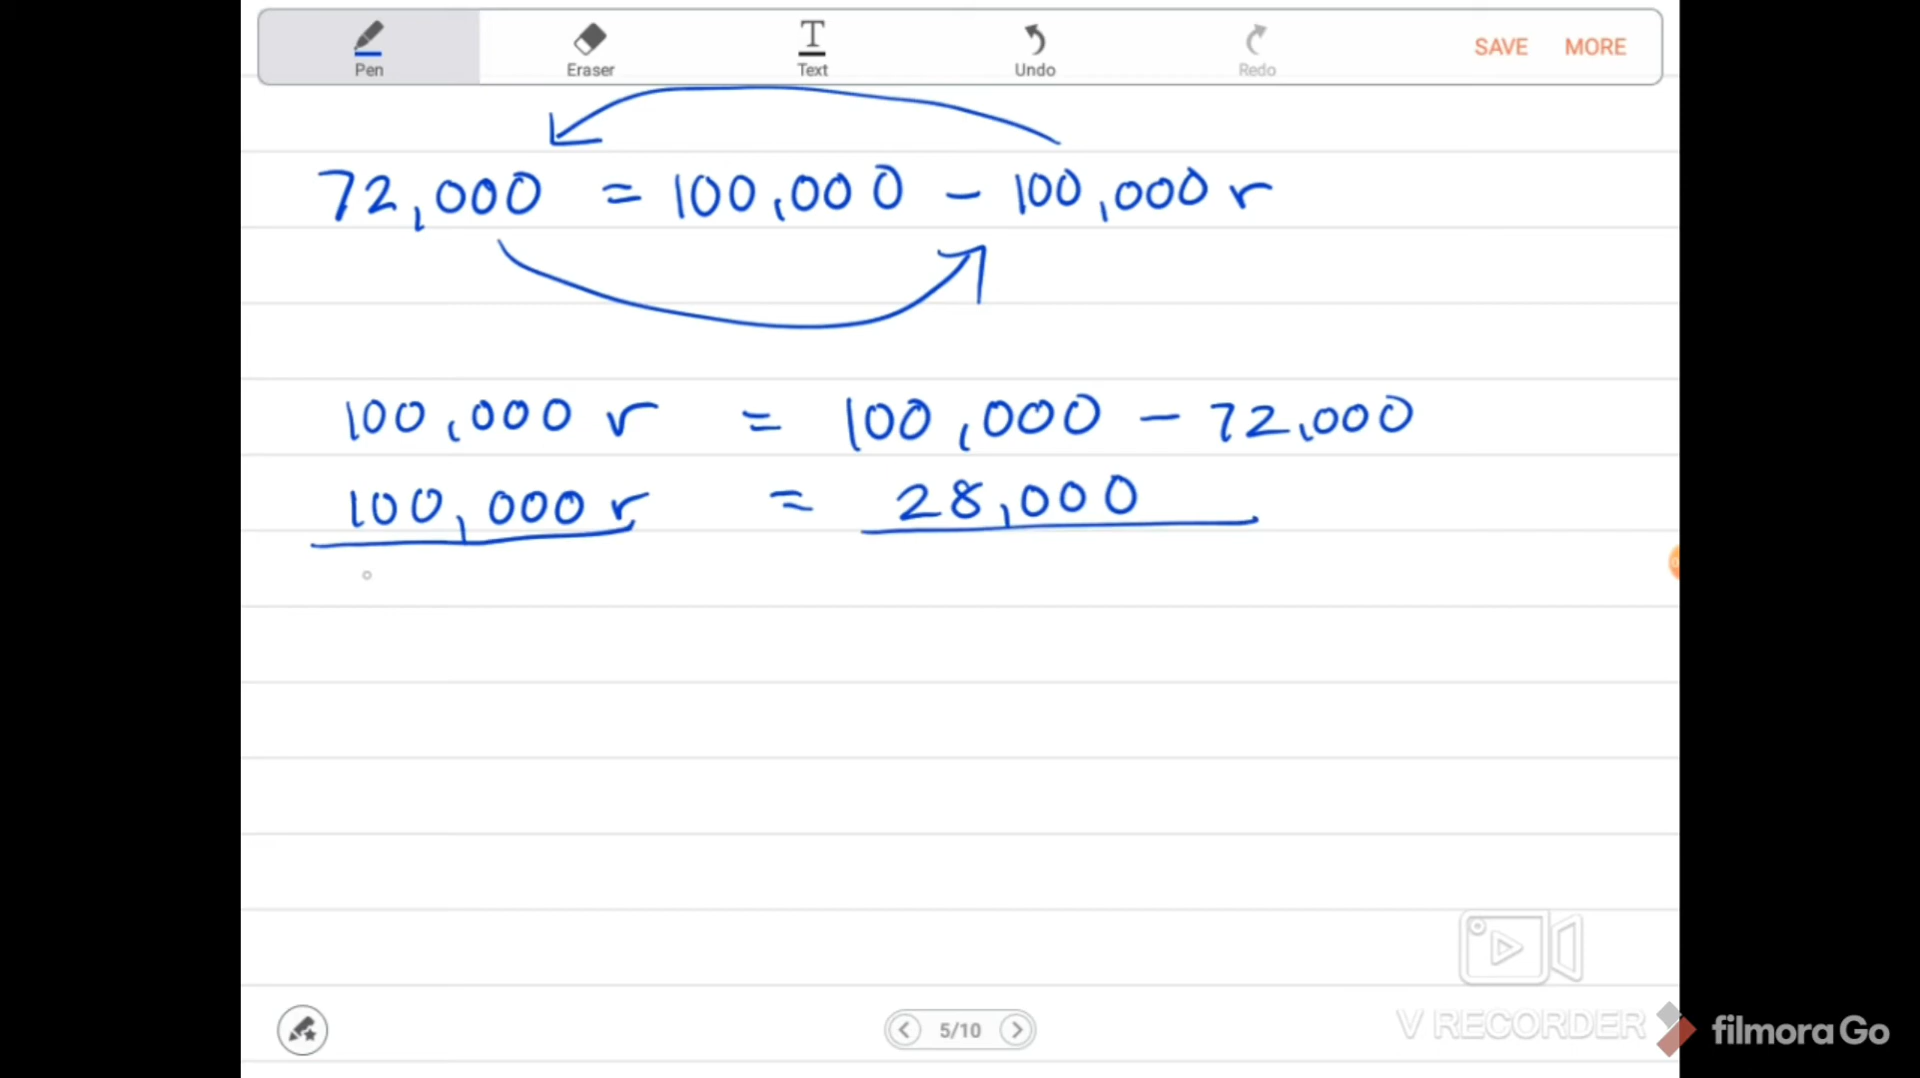 Pen Eraser Text Undo Redo SAVE MORE
72,000 = 100,000 - 100,000 r
100,000 r = 100,000 - 72,000
100,000 r = 28,000
5/10
V RECORDER
filmora Go